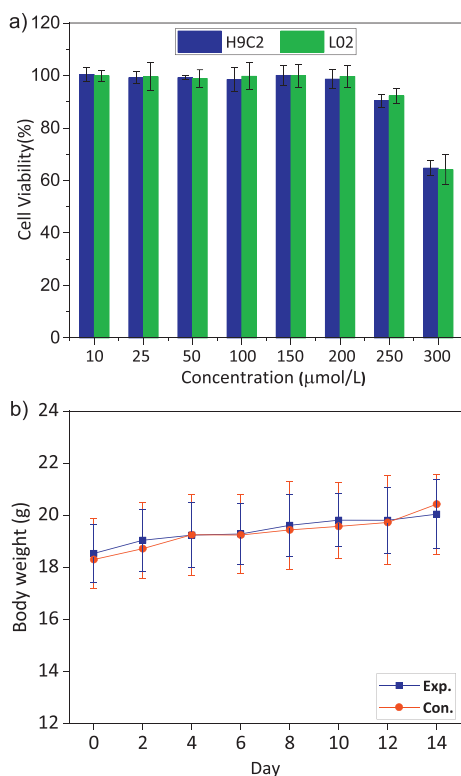 a)
120
100
80
60
40
20
0
Cell Viability(%)
H9C2 L02
10 25 50 100 150 200 250 300
Concentration (μmol/L)
b)
24
22
20
18
16
14
12
Body weight (g)
Exp.
Con.
0 2 4 6 8 10 12 14
Day